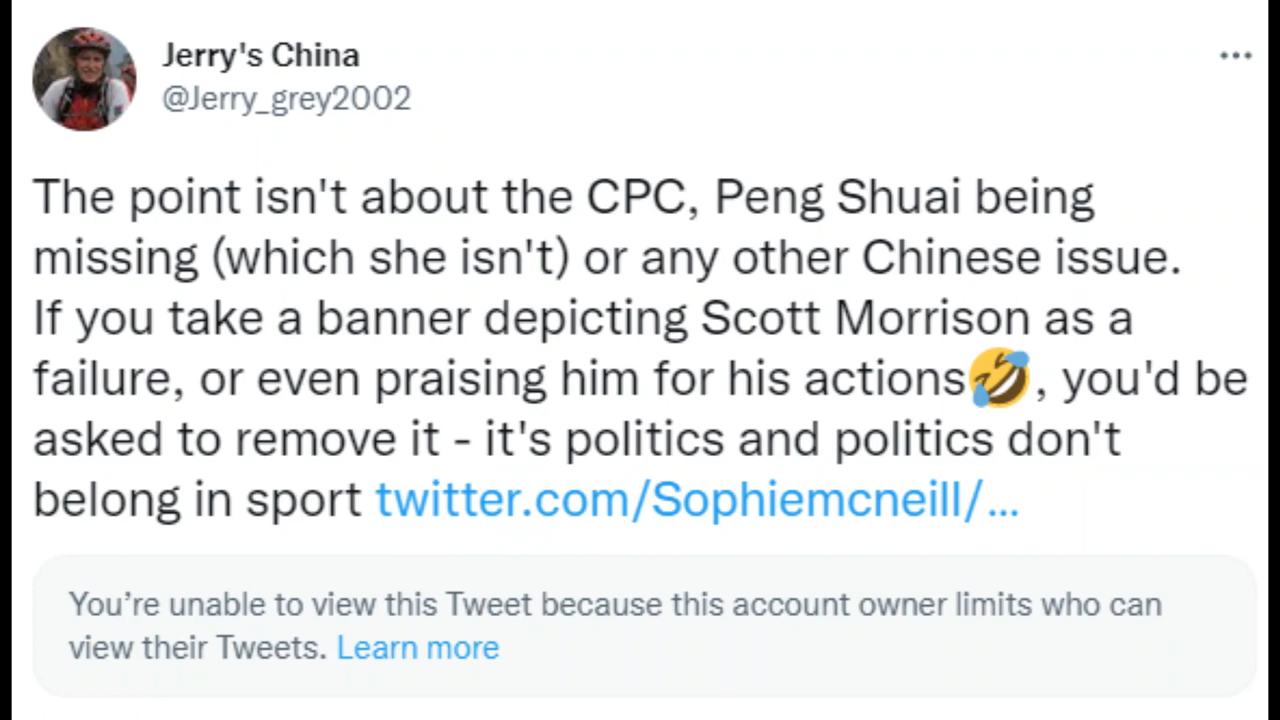 Jerry's China
@Jerry_grey2002
The point isn't about the CPC, Peng Shuai being
missing (which she isn't) or any other Chinese issue.
If you take a banner depicting Scott Morrison as a
failure, or even praising him for his actions🤣, you'd be
asked to remove it - it's politics and politics don't
belong in sport twitter.com/Sophiemcneill/…
You’re unable to view this Tweet because this account owner limits who can
view their Tweets. Learn more